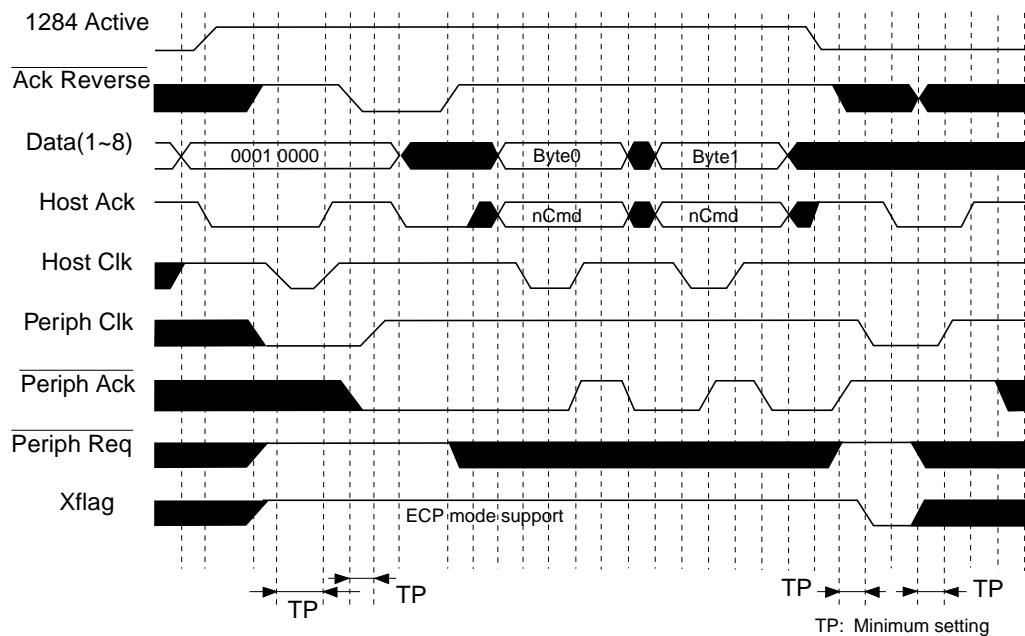 1284 Active
Ack Reverse
Data(1~8) 0001 0000 Byte0 Byte1
Host Ack nCmd nCmd
Host Clk
Periph Clk
Periph Ack
Periph Req
Xflag ECP mode support
TP TP TP TP
TP: Minimum setting